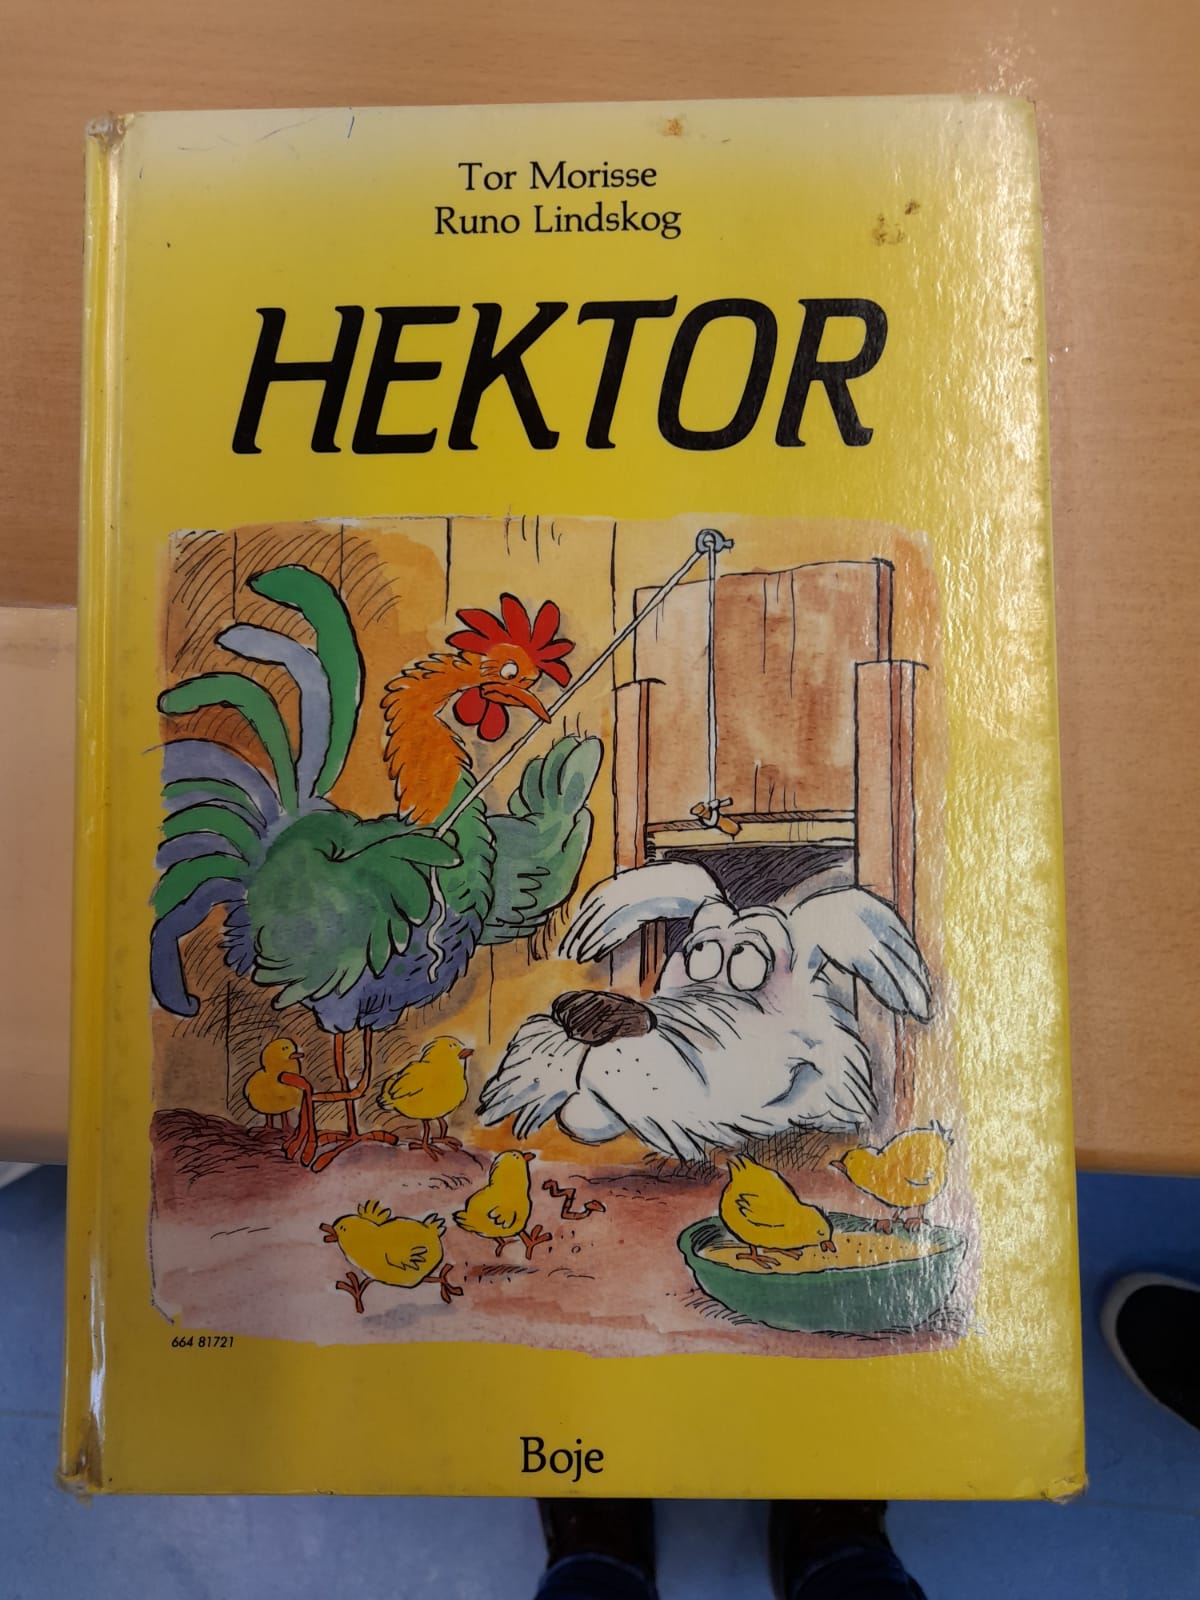 Tor Morisse
Runo Lindskog
HEKTOR
664 81721
Boje